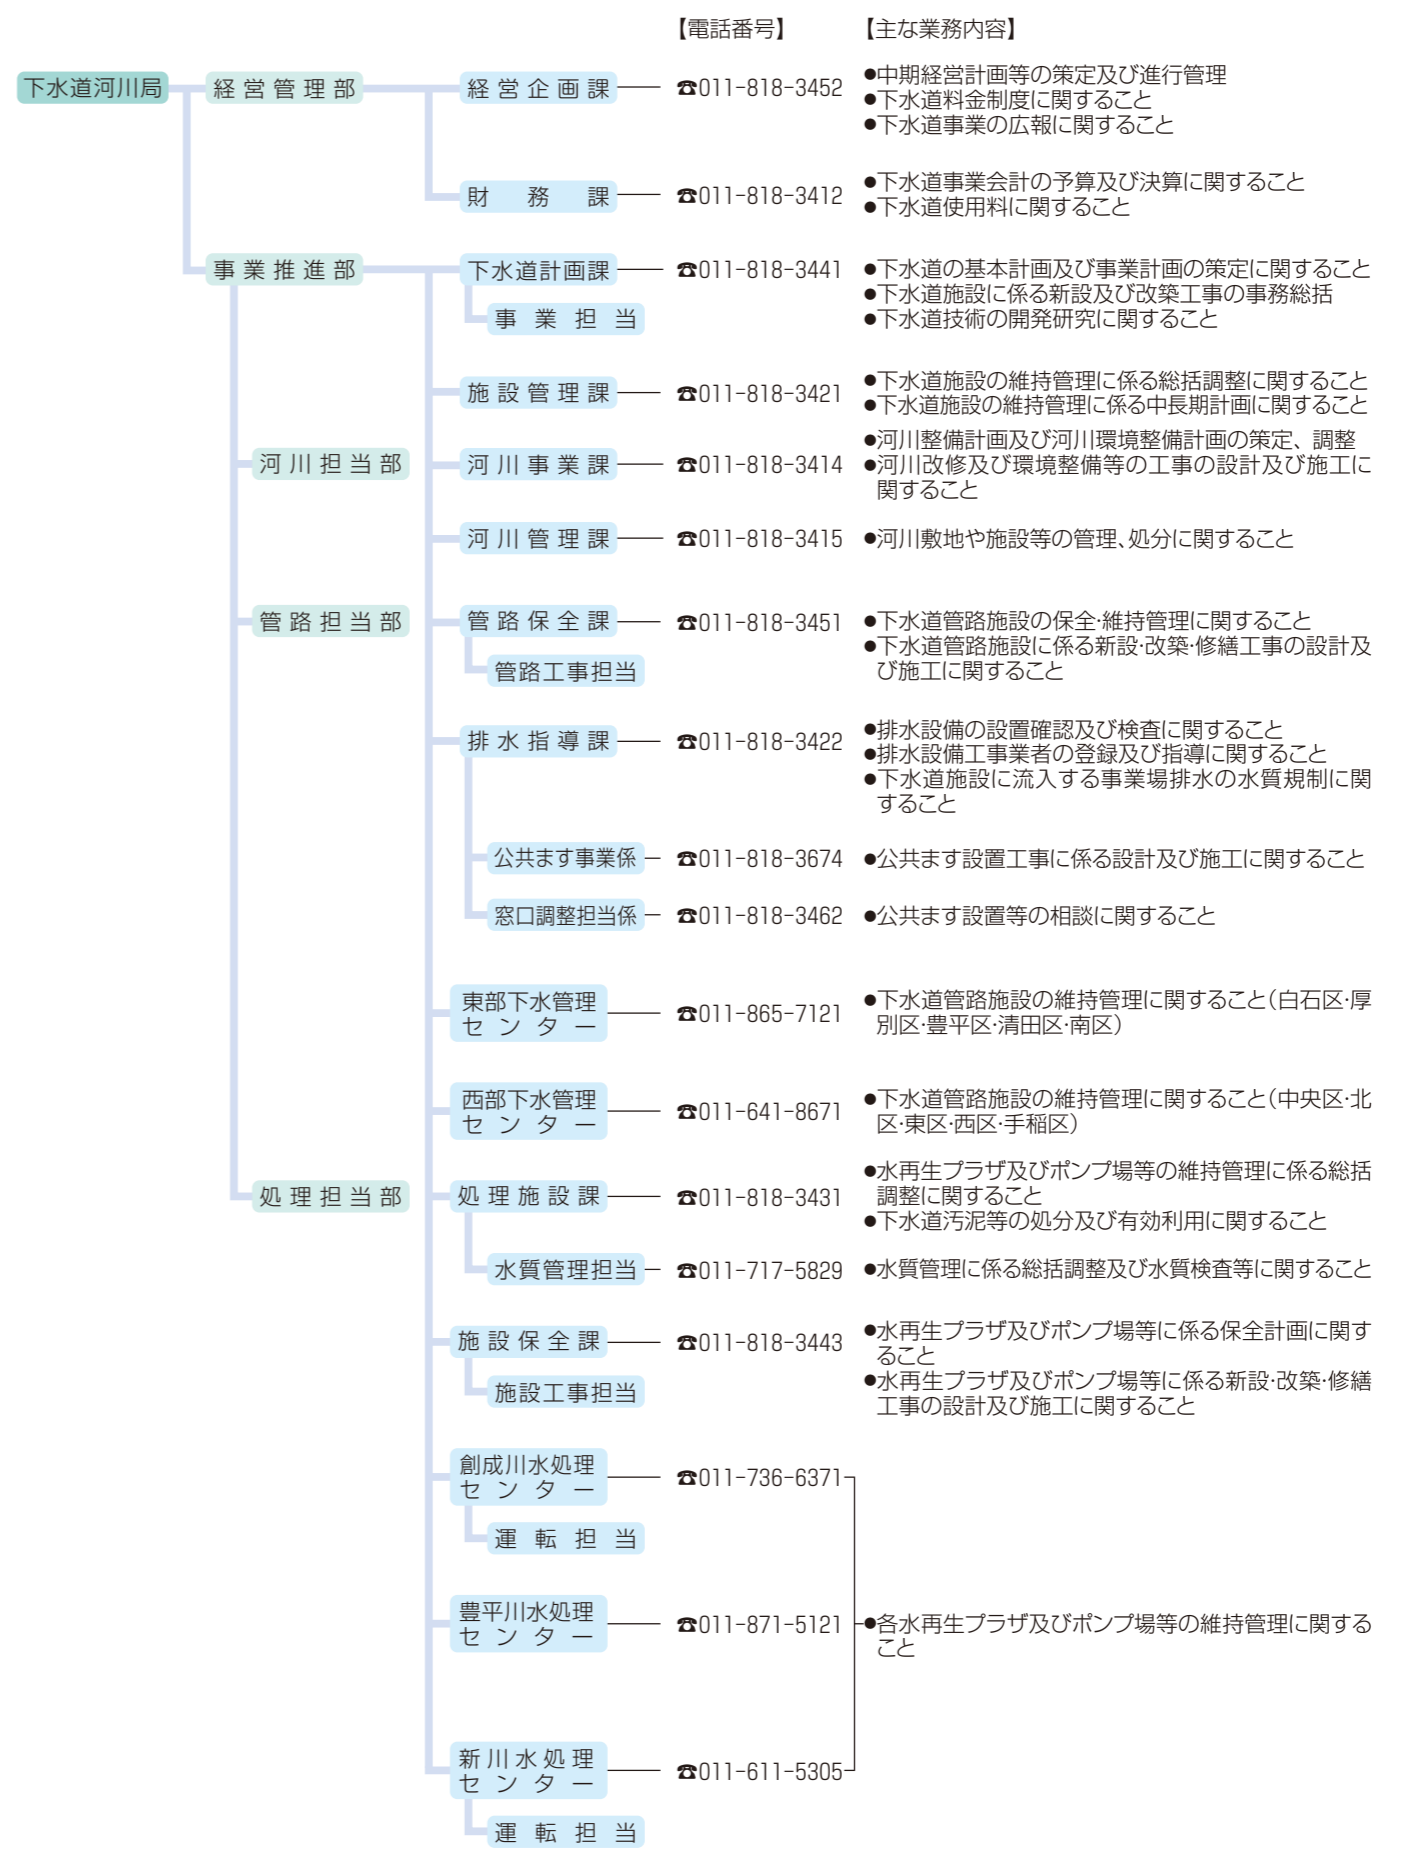 【電話番号】 【主な業務内容】
下水道河川局 経営管理部 経営企画課 ☎011-818-3452 ●中期経営計画等の策定及び進行管理
●下水道料金制度に関すること
●下水道事業の広報に関すること
財務課 ☎011-818-3412 ●下水道事業会計の予算及び決算に関すること
●下水道使用料に関すること
事業推進部 下水道計画課 ☎011-818-3441 ●下水道の基本計画及び事業計画の策定に関すること
●下水道施設に係る新設及び改築工事の事務総括
事業担当 ●下水道技術の開発研究に関すること
施設管理課 ☎011-818-3421 ●下水道施設の維持管理に係る総括調整に関すること
●下水道施設の維持管理に係る中長期計画に関すること
●河川整備計画及び河川環境整備計画の策定、調整
河川担当部 河川事業課 ☎011-818-3414 ●河川改修及び環境整備等の工事の設計及び施工に
関すること
河川管理課 ☎011-818-3415 ●河川敷地や施設等の管理、処分に関すること
管路担当部 管路保全課 ☎011-818-3451 ●下水道管路施設の保全・維持管理に関すること
●下水道管路施設に係る新設・改築・修繕工事の設計及
管路工事担当 び施工に関すること
排水指導課 ☎011-818-3422 ●排水設備の設置確認及び検査に関すること
●排水設備工事業者の登録及び指導に関すること
●下水道施設に流入する事業場排水の水質規制に関
すること
公共ます事業係 ☎011-818-3674 ●公共ます設置工事に係る設計及び施工に関すること
窓口調整担当係 ☎011-818-3462 ●公共ます設置等の相談に関すること
東部下水管理
センター ☎011-865-7121 ●下水道管路施設の維持管理に関すること(白石区・厚
別区・豊平区・清田区・南区)
西部下水管理
センター ☎011-641-8671 ●下水道管路施設の維持管理に関すること(中央区・北
区・東区・西区・手稲区)
処理担当部 処理施設課 ☎011-818-3431 ●水再生プラザ及びポンプ場等の維持管理に係る総括
調整に関すること
●下水道汚泥等の処分及び有効利用に関すること
水質管理担当 ☎011-717-5829 ●水質管理に係る総括調整及び水質検査等に関すること
施設保全課 ☎011-818-3443 ●水再生プラザ及びポンプ場等に係る保全計画に関す
ること
施設工事担当 ●水再生プラザ及びポンプ場等に係る新設・改築・修繕
工事の設計及び施工に関すること
創成川水処理
センター ☎011-736-6371
運転担当
豊平川水処理
センター ☎011-871-5121 ●各水再生プラザ及びポンプ場等の維持管理に関する
こと
新川水処理
センター ☎011-611-5305
運転担当